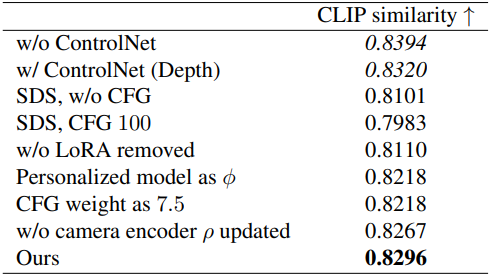 CLIP similarity ↑
w/o ControlNet 0.8394
w/ ControlNet (Depth) 0.8320
SDS, w/o CFG 0.8101
SDS, CFG 100 0.7983
w/o LoRA removed 0.8110
Personalized model as ϕ 0.8218
CFG weight as 7.5 0.8218
w/o camera encoder ρ updated 0.8267
Ours 0.8296